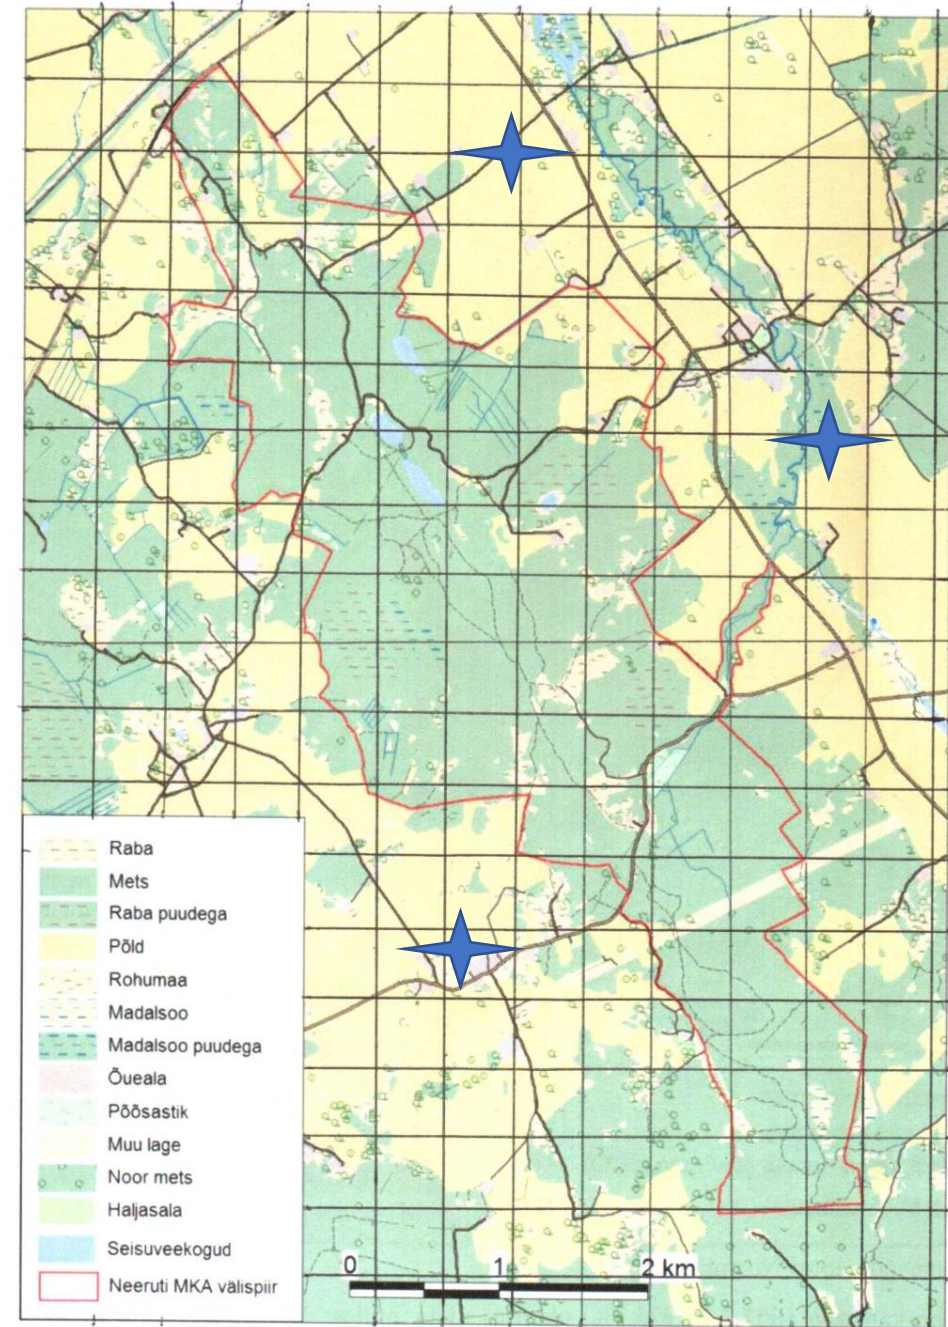 Raba
Mets
Raba puudega
Põld
Rohumaa
Madalsoo
Madalsoo puudega
Õueala
Põõsastik
Muu lage
Noor mets
Haljasala
Seisuveekogud
Neeruti MKA välispiir
0 1 2 km